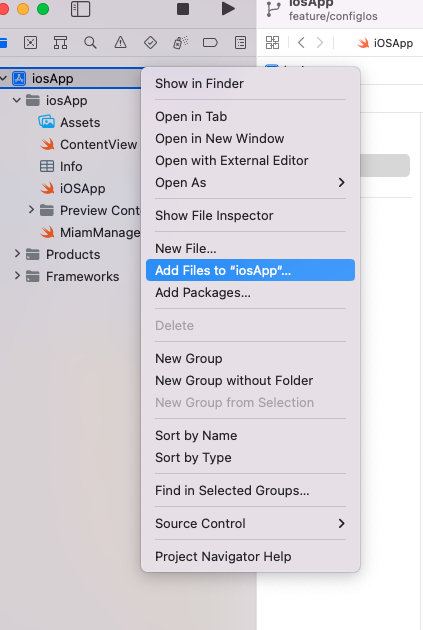 iosApp
feature/configIos
iOSApp
iosApp
Show in Finder
iosApp
Open in Tab
Assets
Open in New Window
ContentView
Open with External Editor
Info
Open As
iOSApp
Preview Cont
Show File Inspector
MiamManage
New File...
Products
Add Files to "iosApp"...
Frameworks
Add Packages...
Delete
New Group
New Group without Folder
New Group from Selection
Sort by Name
Sort by Type
Find in Selected Groups...
Source Control
Project Navigator Help